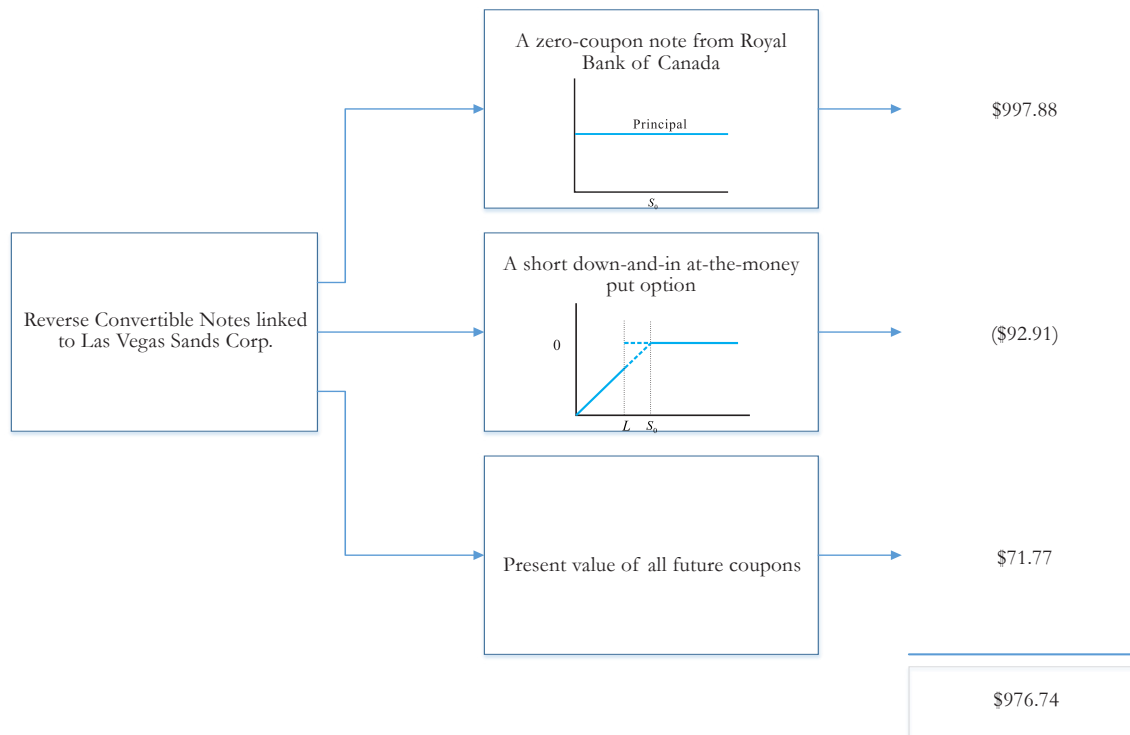 A zero-coupon note from Royal
Bank of Canada
Principal
S₀
$997.88
Reverse Convertible Notes linked
to Las Vegas Sands Corp.
A short down-and-in at-the-money
put option
0
L S₀
($92.91)
Present value of all future coupons
$71.77
$976.74